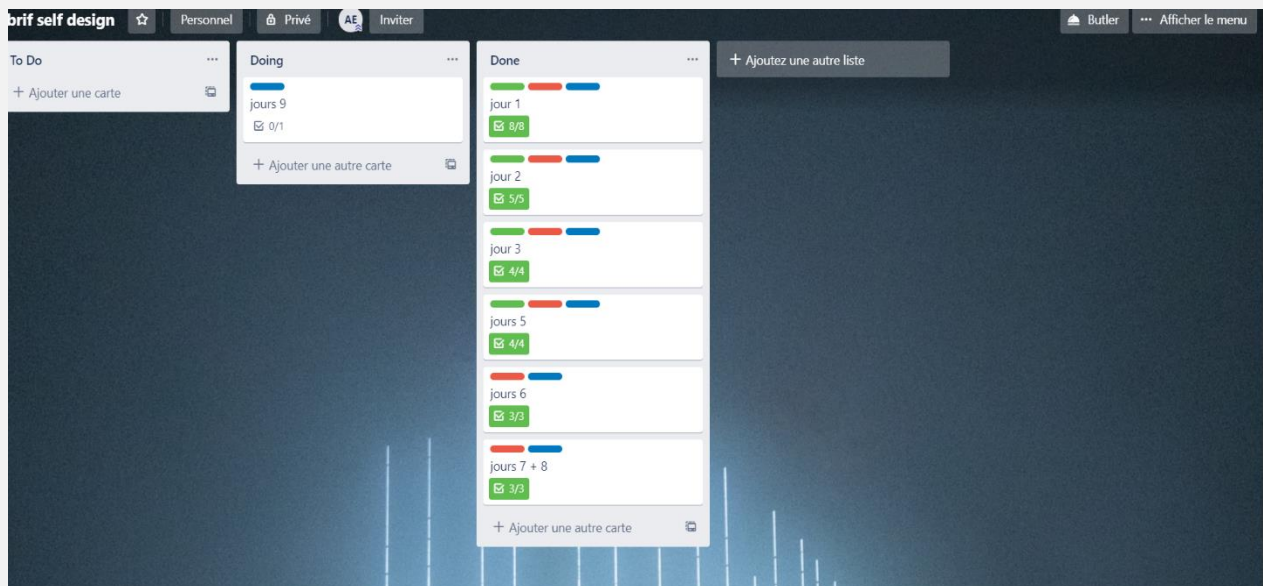 brif self design Personnel Privé AE Inviter Butler ··· Afficher le menu
To Do ···
+ Ajouter une carte
Doing ···
jours 9
0/1
+ Ajouter une autre carte
Done ···
jour 1
8/8
jour 2
5/5
jour 3
4/4
jours 5
4/4
jours 6
3/3
jours 7 + 8
3/3
+ Ajouter une autre carte
+ Ajoutez une autre liste